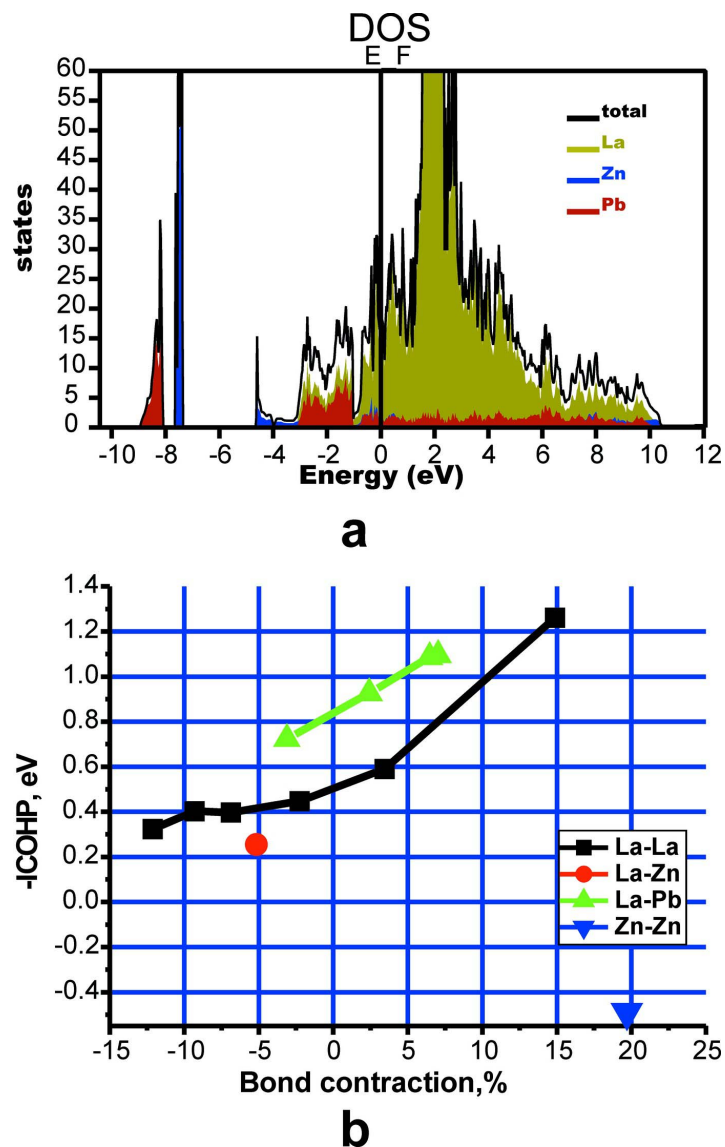 DOS
E F
60
55
50
45
40
35
30
25
20
15
10
5
0
states
total
La
Zn
Pb
-10 -8 -6 -4 -2 0 2 4 6 8 10 12
Energy (eV)
a
1.4
1.2
1.0
0.8
0.6
0.4
0.2
0.0
-0.2
-0.4
-ICOHP, eV
La-La
La-Zn
La-Pb
Zn-Zn
-15 -10 -5 0 5 10 15 20 25
Bond contraction,%
b